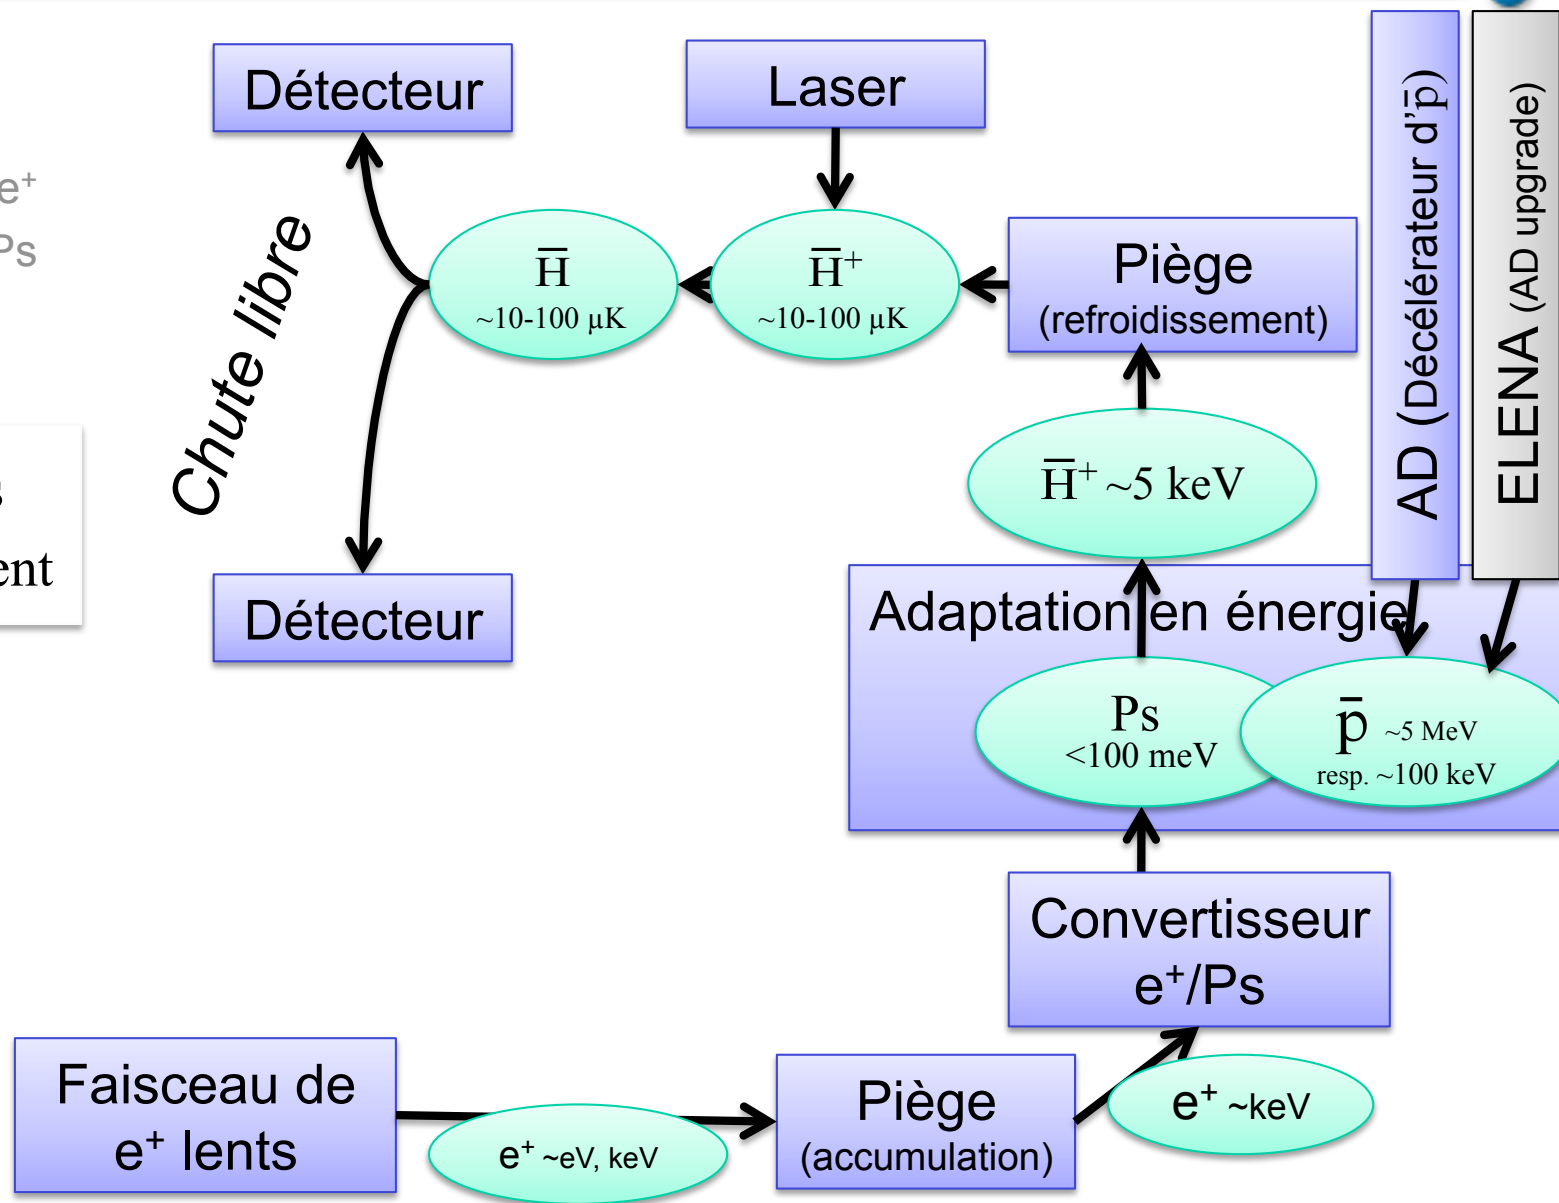 Détecteur
Laser
AD (Décélérateur d'p̅)
ELENA (AD upgrade)
e⁺
Ps
H̅
~10-100 µK
H̅⁺
~10-100 µK
Piège
(refroidissement)
Chute libre
H̅⁺ ~5 keV
Détecteur
Adaptation en énergie
Ps
<100 meV
p̅ ~5 MeV
resp. ~100 keV
Convertisseur
e⁺/Ps
Faisceau de
e⁺ lents
e⁺ ~eV, keV
Piège
(accumulation)
e⁺ ~keV